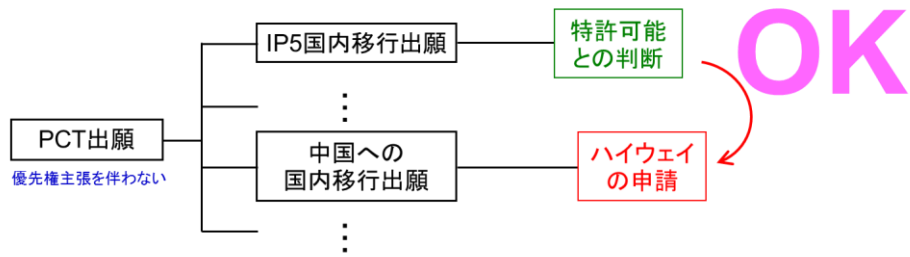 IP5国内移行出願
特許可能
との判断
OK
⋮
PCT出願
優先権主張を伴わない
中国への
国内移行出願
ハイウェイ
の申請
⋮